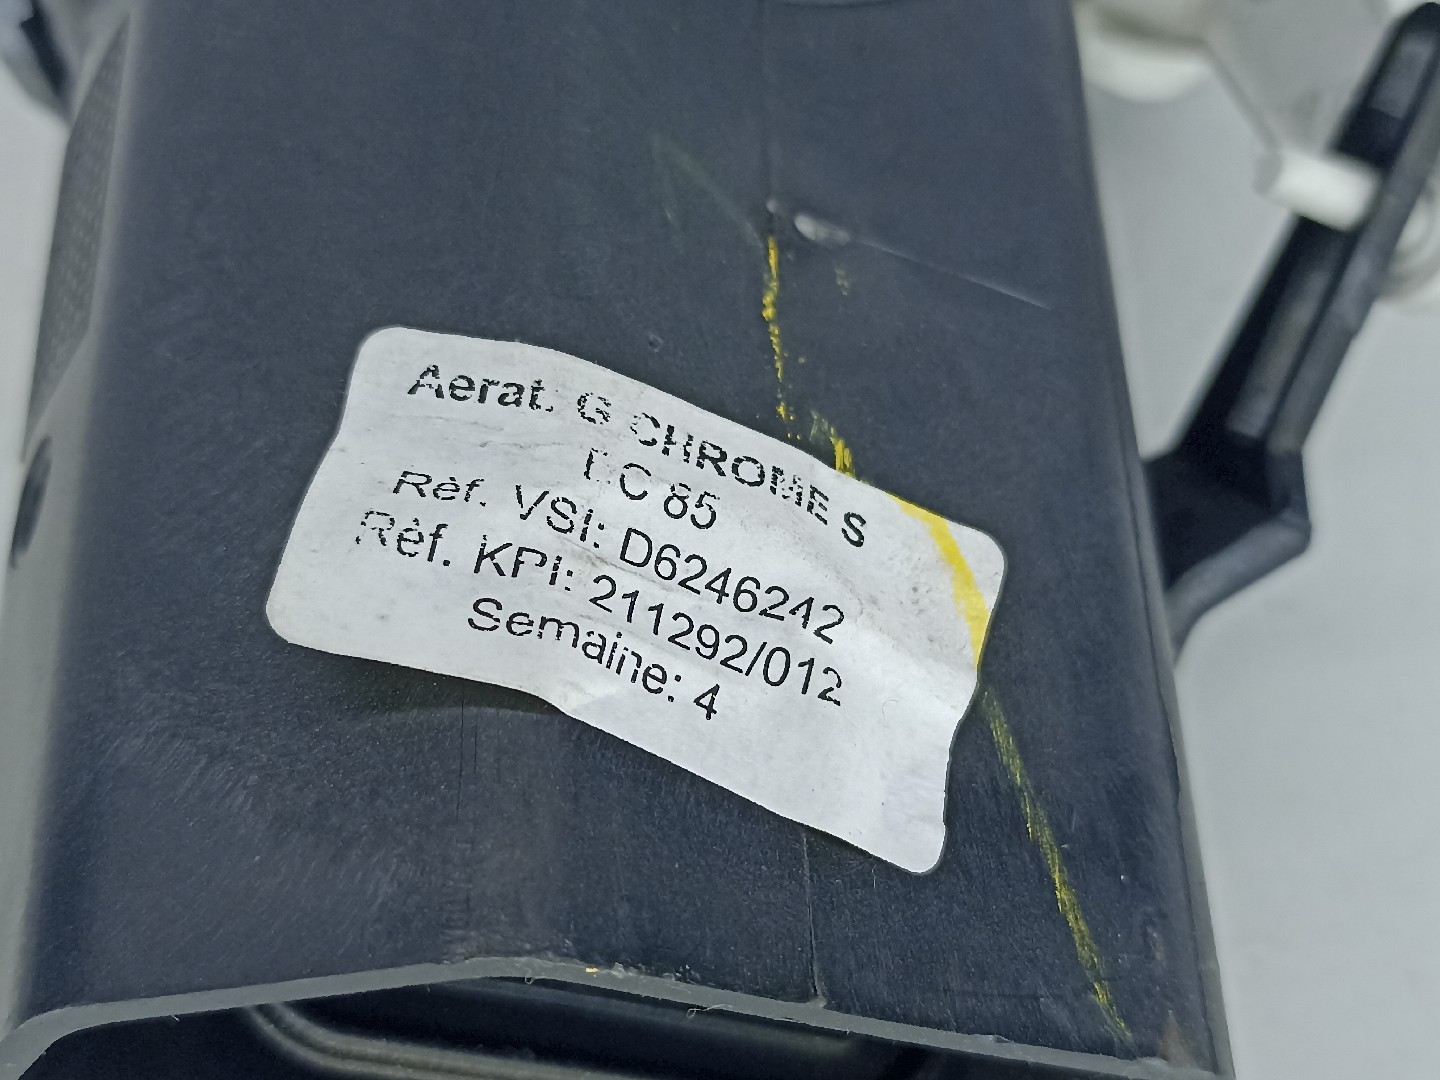 Aerat. G CHROME S
C 85
Réf. VSI: D6246242
Réf. KPI: 211292/012
Semaine: 4